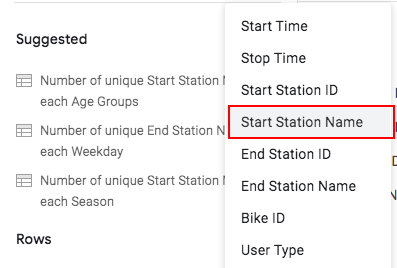 Suggested
Number of unique Start Station
each Age Groups
Number of unique End Station
each Weekday
Number of unique Start Station
each Season
Rows
Start Time
Stop Time
Start Station ID
Start Station Name
End Station ID
End Station Name
Bike ID
User Type